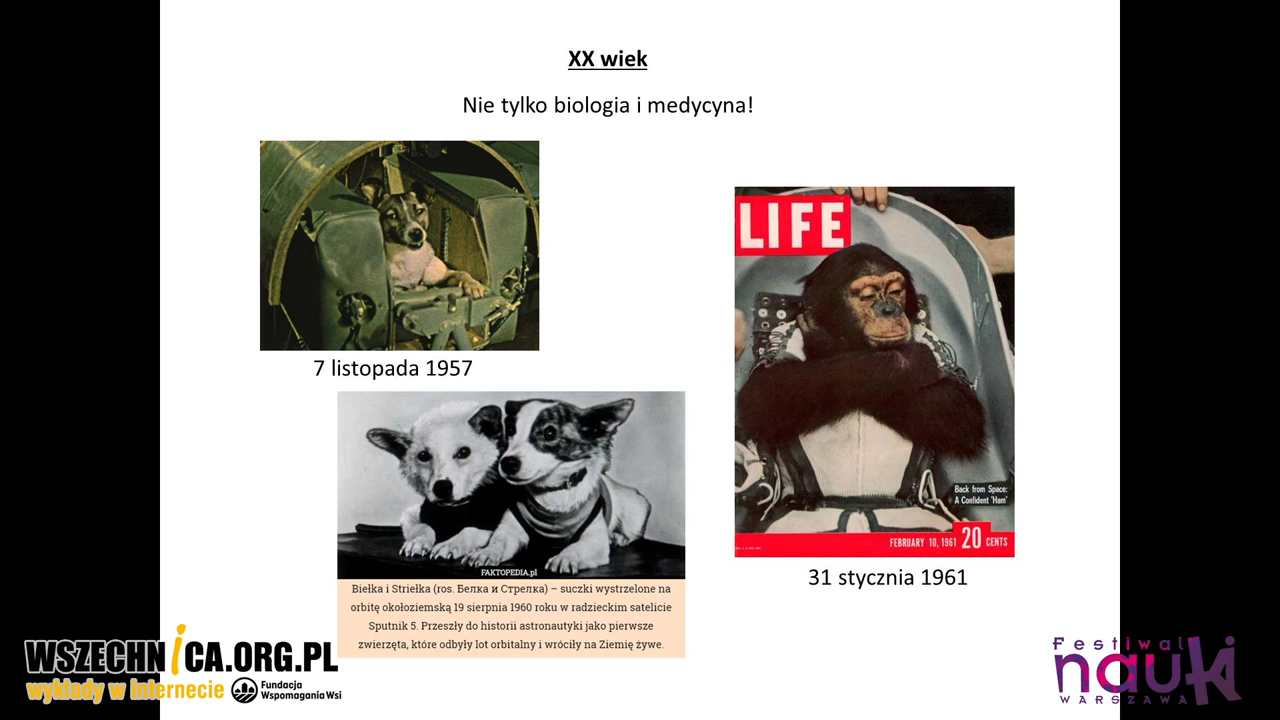 XX wiek
Nie tylko biologia i medycyna!
7 listopada 1957
FAKTOPEDIA.pl
Biełka i Striełka (ros. Белка и Стрелка) – suczki wystrzelone na
orbitę okołoziemską 19 sierpnia 1960 roku w radzieckim satelicie
Sputnik 5. Przeszły do historii astronautyki jako pierwsze
zwierzęta, które odbyły lot orbitalny i wróciły na Ziemię żywe.
LIFE
Back from Space:
A Confident 'Ham'
FEBRUARY 10, 1961 20 CENTS
31 stycznia 1961
WSZECHNICA.ORG.PL
wykłady w Internecie
Fundacja
Wspomagania Wsi
Festiwal
nauki
WARSZAWA